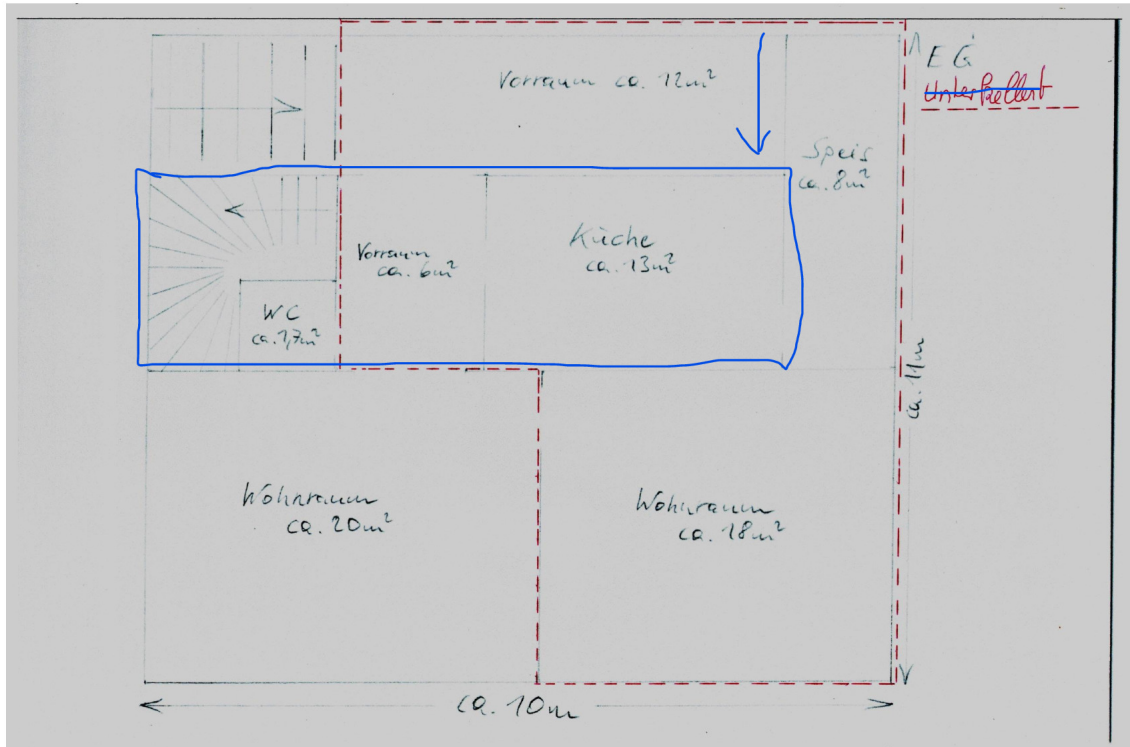 Vorraum ca. 12m²
EG
Unterkellert
Speis
ca. 8m²
Vorraum
ca. 6m²
Küche
ca. 13m²
WC
ca. 1,7m²
ca. 11m
Wohnraum
ca. 20m²
Wohnraum
ca. 18m²
ca. 10m